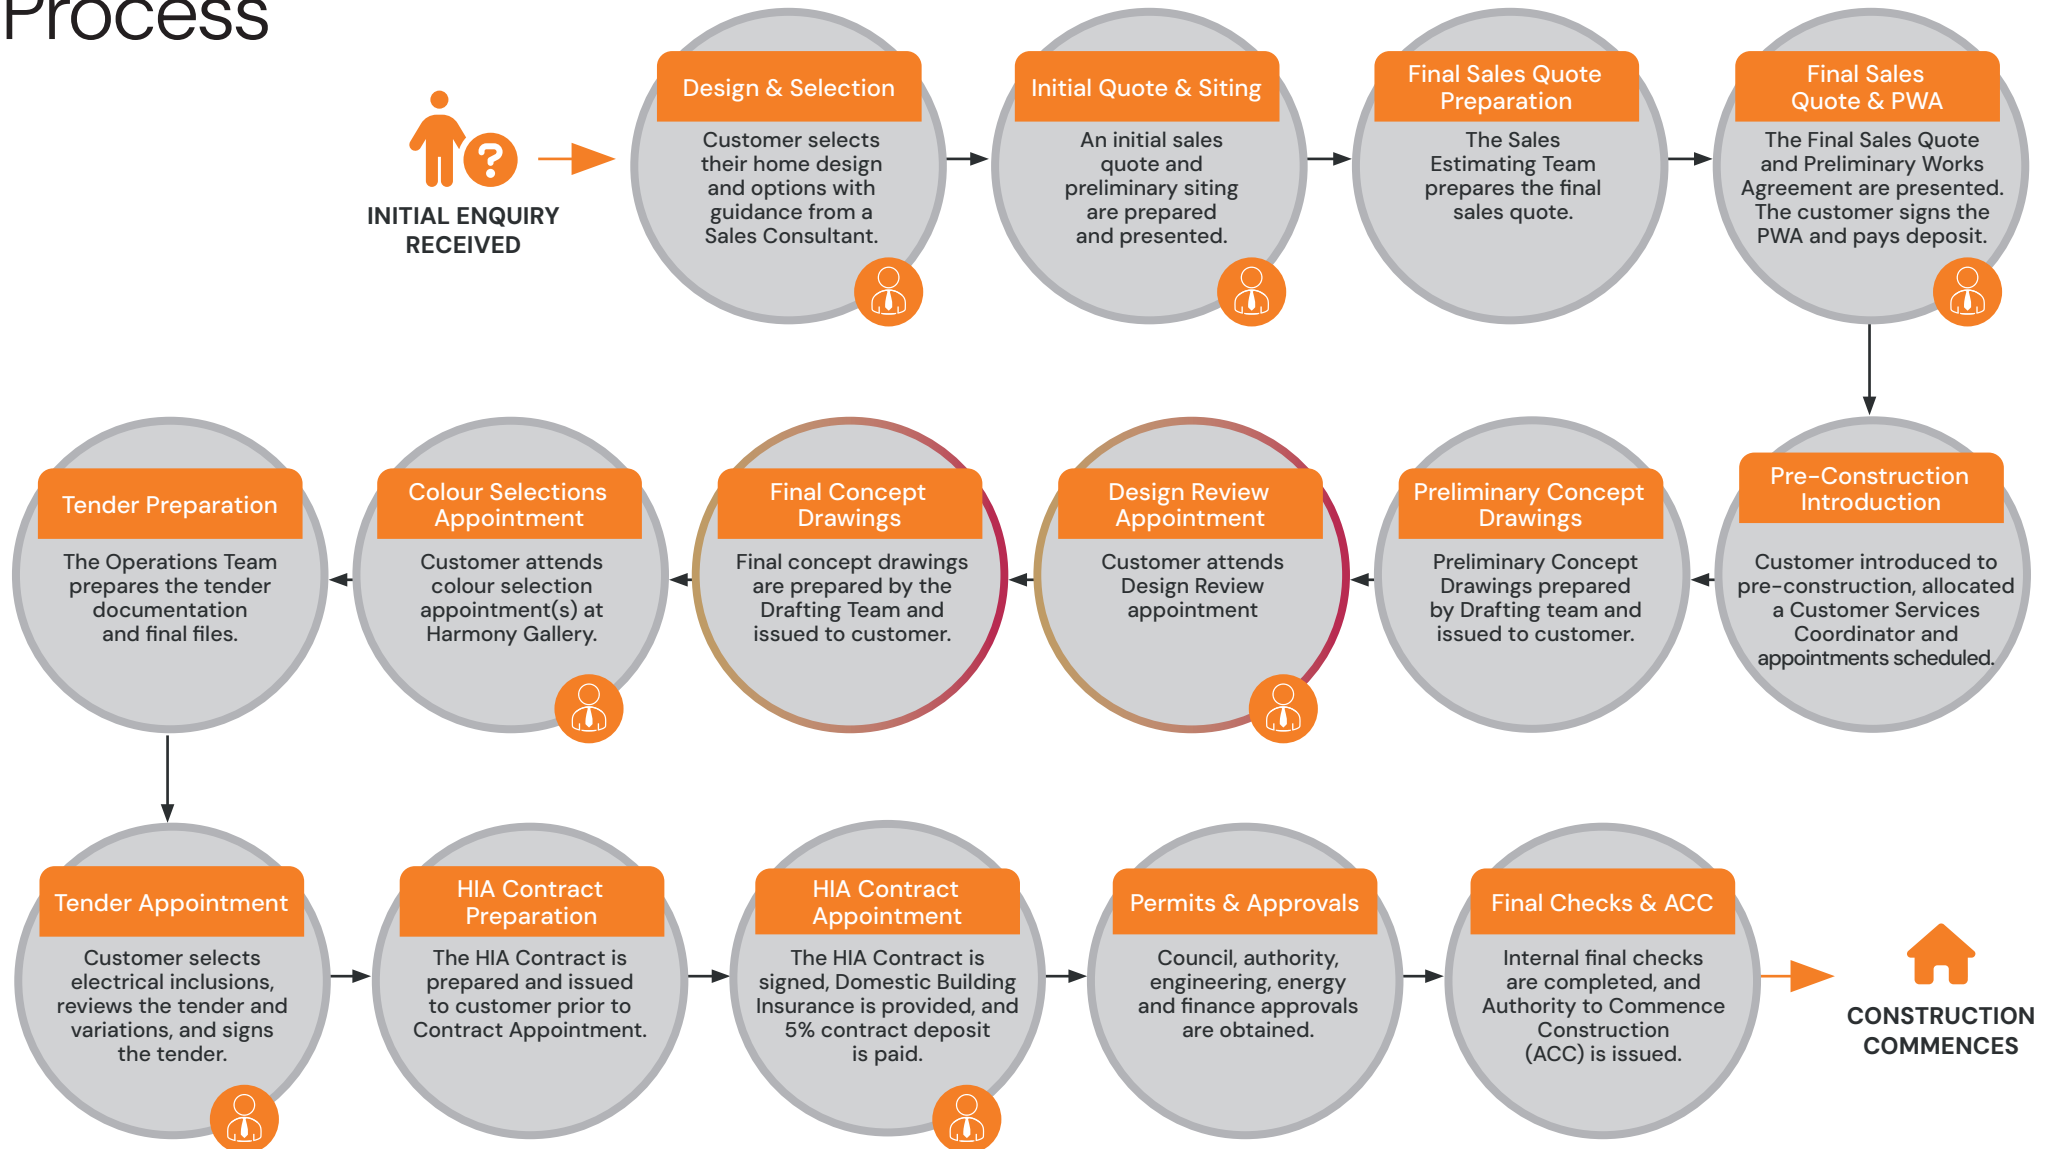 Process
INITIAL ENQUIRY
RECEIVED
Design & Selection
Customer selects
their home design
and options with
guidance from a
Sales Consultant.
Initial Quote & Siting
An initial sales
quote and
preliminary siting
are prepared
and presented.
Final Sales Quote
Preparation
The Sales
Estimating Team
prepares the final
sales quote.
Final Sales
Quote & PWA
The Final Sales Quote
and Preliminary Works
Agreement are presented.
The customer signs the
PWA and pays deposit.
Pre-Construction
Introduction
Customer introduced to
pre-construction, allocated
a Customer Services
Coordinator and
appointments scheduled.
Preliminary Concept
Drawings
Preliminary Concept
Drawings prepared
by Drafting team and
issued to customer.
Design Review
Appointment
Customer attends
Design Review
appointment
Final Concept
Drawings
Final concept drawings
are prepared by the
Drafting Team and
issued to customer.
Colour Selections
Appointment
Customer attends
colour selection
appointment(s) at
Harmony Gallery.
Tender Preparation
The Operations Team
prepares the tender
documentation
and final files.
Tender Appointment
Customer selects
electrical inclusions,
reviews the tender and
variations, and signs
the tender.
HIA Contract
Preparation
The HIA Contract is
prepared and issued
to customer prior to
Contract Appointment.
HIA Contract
Appointment
The HIA Contract is
signed, Domestic Building
Insurance is provided, and
5% contract deposit
is paid.
Permits & Approvals
Council, authority,
engineering, energy
and finance approvals
are obtained.
Final Checks & ACC
Internal final checks
are completed, and
Authority to Commence
Construction
(ACC) is issued.
CONSTRUCTION
COMMENCES